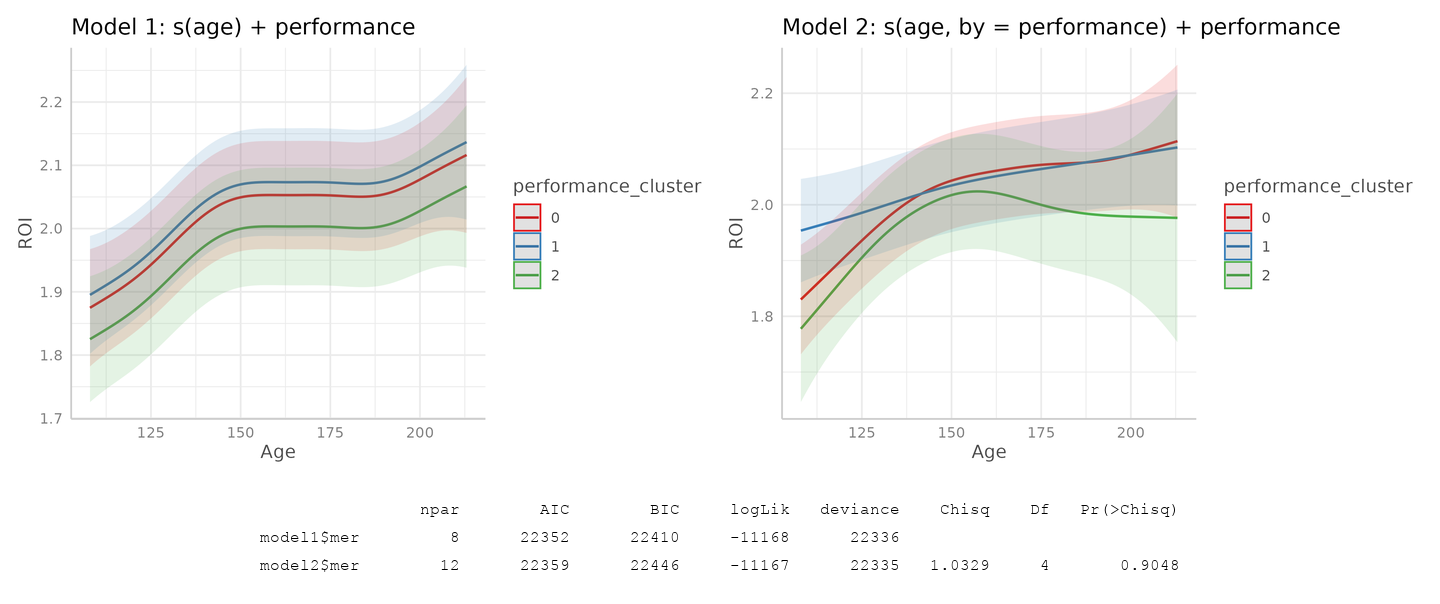 Model 1: s(age) + performance
2.2
2.1
2.0
1.9
1.8
1.7
ROI
125 150 175 200
Age
performance_cluster
0
1
2
Model 2: s(age, by = performance) + performance
2.2
2.0
1.8
ROI
125 150 175 200
Age
performance_cluster
0
1
2
npar AIC BIC logLik deviance Chisq Df Pr(>Chisq)
model1$mer 8 22352 22410 -11168 22336
model2$mer 12 22359 22446 -11167 22335 1.0329 4 0.9048